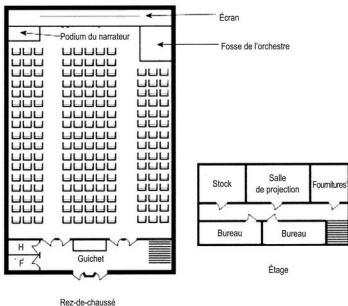 Écran
Podium du narrateur
Fosse de l'orchestre
Stock
Salle
de projection
Fournitures
Bureau
Bureau
H
F
Guichet
Étage
Rez-de-chaussé